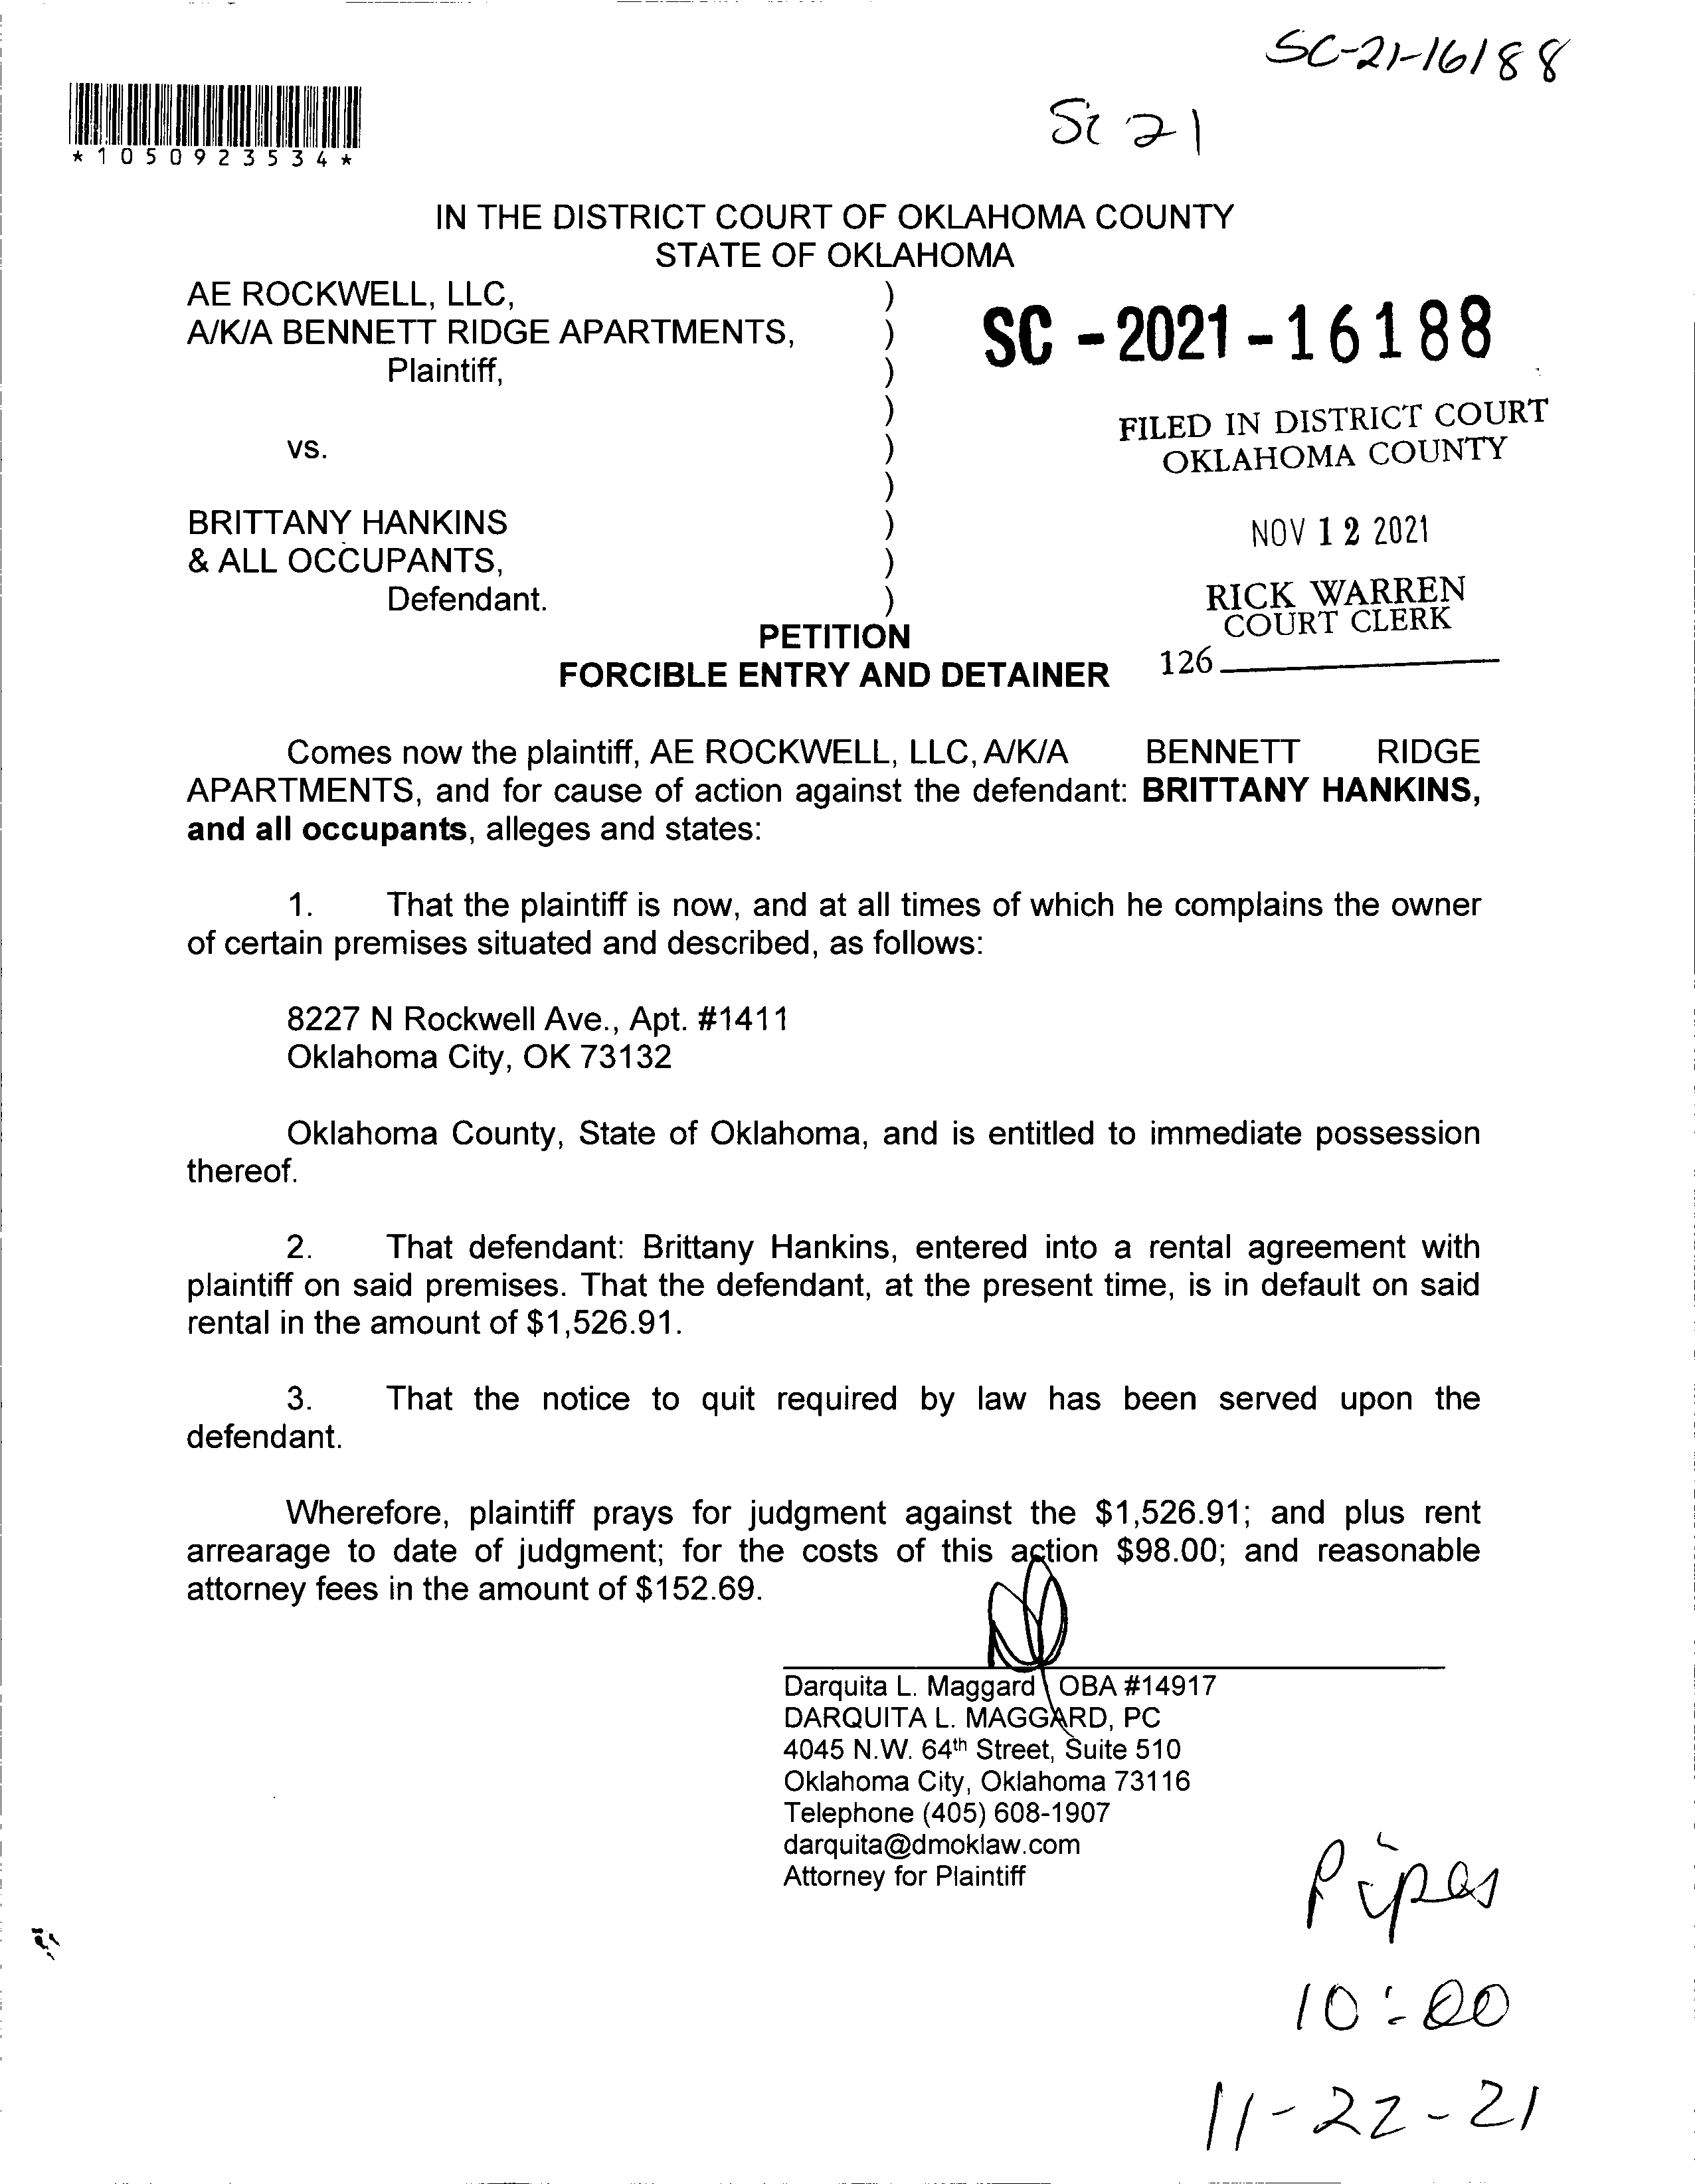 SC-21-16188
Sc 21
*1050923534*
IN THE DISTRICT COURT OF OKLAHOMA COUNTY
STATE OF OKLAHOMA
AE ROCKWELL, LLC, )
A/K/A BENNETT RIDGE APARTMENTS, )
Plaintiff, )
)
vs. )
)
BRITTANY HANKINS )
& ALL OCCUPANTS, )
Defendant. )
SC - 2021 - 16188
FILED IN DISTRICT COURT
OKLAHOMA COUNTY
NOV 12 2021
RICK WARREN
COURT CLERK
126
PETITION
FORCIBLE ENTRY AND DETAINER
Comes now the plaintiff, AE ROCKWELL, LLC, A/K/A BENNETT RIDGE
APARTMENTS, and for cause of action against the defendant: BRITTANY HANKINS,
and all occupants, alleges and states:
1. That the plaintiff is now, and at all times of which he complains the owner
of certain premises situated and described, as follows:
8227 N Rockwell Ave., Apt. #1411
Oklahoma City, OK 73132
Oklahoma County, State of Oklahoma, and is entitled to immediate possession
thereof.
2. That defendant: Brittany Hankins, entered into a rental agreement with
plaintiff on said premises. That the defendant, at the present time, is in default on said
rental in the amount of $1,526.91.
3. That the notice to quit required by law has been served upon the
defendant.
Wherefore, plaintiff prays for judgment against the $1,526.91; and plus rent
arrearage to date of judgment; for the costs of this action $98.00; and reasonable
attorney fees in the amount of $152.69.
Darquita L. Maggard OBA #14917
DARQUITA L. MAGGARD, PC
4045 N.W. 64th Street, Suite 510
Oklahoma City, Oklahoma 73116
Telephone (405) 608-1907
darquita@dmoklaw.com
Attorney for Plaintiff
Pipes
10:00
11-22-21